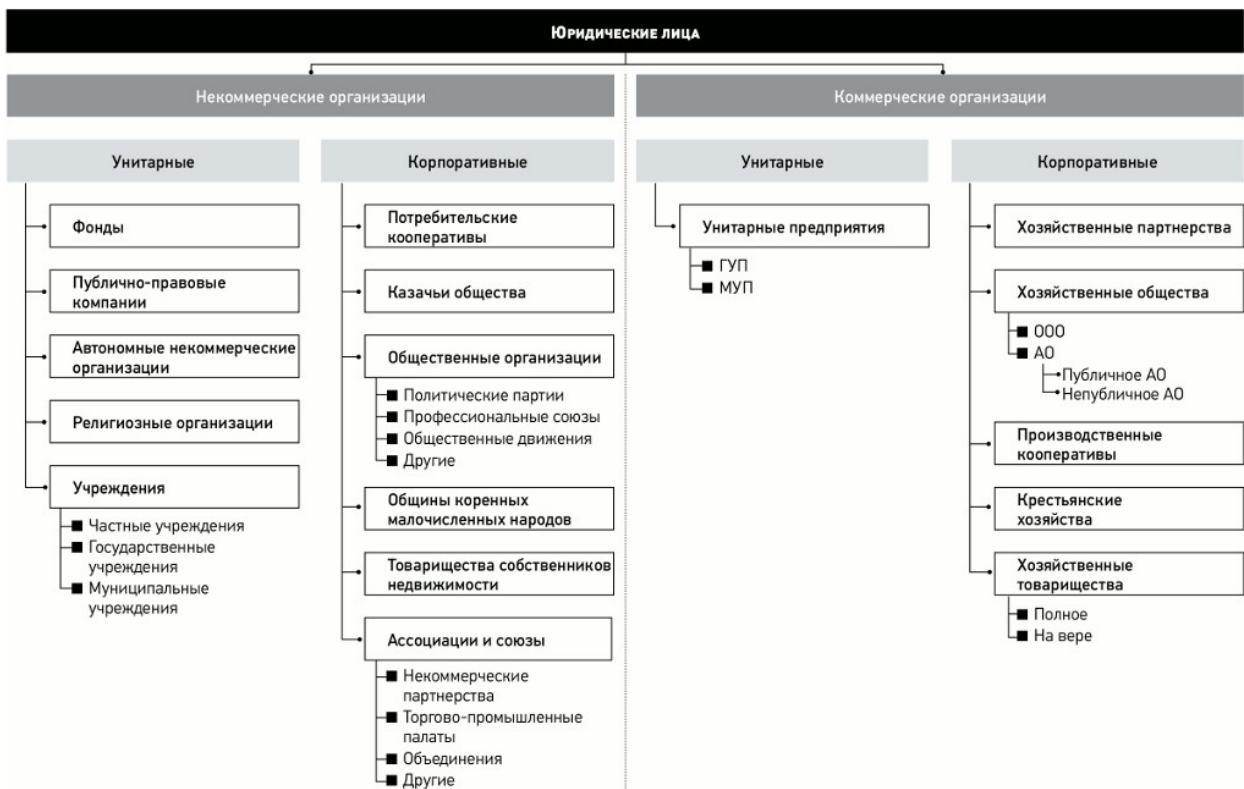 Юридические лица
Некоммерческие организации
Коммерческие организации
Унитарные
Фонды
Публично-правовые
компании
Автономные некоммерческие
организации
Религиозные организации
Учреждения
Частные учреждения
Государственные
учреждения
Муниципальные
учреждения
Корпоративные
Потребительские
кооперативы
Казачьи общества
Общественные организации
Политические партии
Профессиональные союзы
Общественные движения
Другие
Общины коренных
малочисленных народов
Товарищества собственников
недвижимости
Ассоциации и союзы
Некоммерческие
партнерства
Торгово-промышленные
палаты
Объединения
Другие
Унитарные
Унитарные предприятия
ГУП
МУП
Корпоративные
Хозяйственные партнерства
Хозяйственные общества
ООО
АО
Публичное АО
Непубличное АО
Производственные
кооперативы
Крестьянские
хозяйства
Хозяйственные
товарищества
Полное
На вере